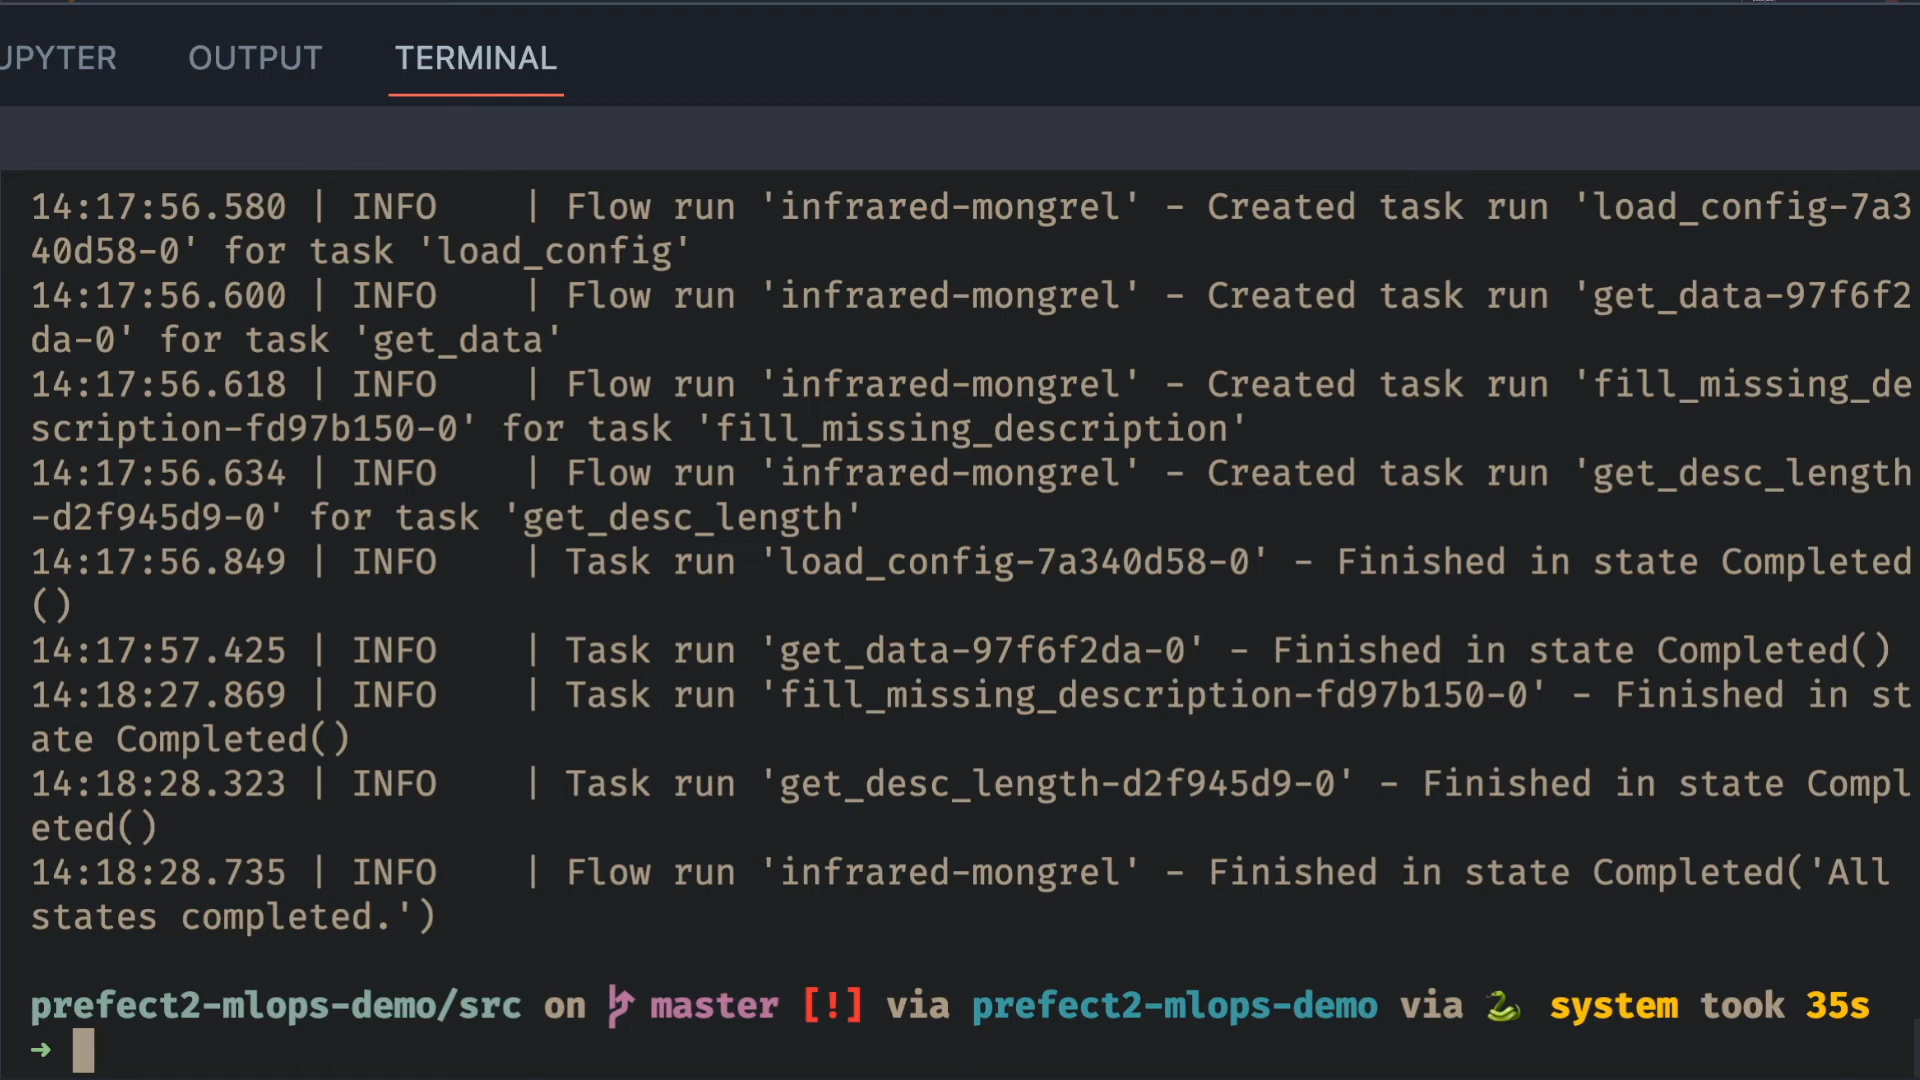 UPYTER OUTPUT TERMINAL
14:17:56.580 | INFO    | Flow run 'infrared-mongrel' - Created task run 'load_config-7a3
40d58-0' for task 'load_config'
14:17:56.600 | INFO    | Flow run 'infrared-mongrel' - Created task run 'get_data-97f6f2
da-0' for task 'get_data'
14:17:56.618 | INFO    | Flow run 'infrared-mongrel' - Created task run 'fill_missing_de
scription-fd97b150-0' for task 'fill_missing_description'
14:17:56.634 | INFO    | Flow run 'infrared-mongrel' - Created task run 'get_desc_length
-d2f945d9-0' for task 'get_desc_length'
14:17:56.849 | INFO    | Task run 'load_config-7a340d58-0' - Finished in state Completed
()
14:17:57.425 | INFO    | Task run 'get_data-97f6f2da-0' - Finished in state Completed()
14:18:27.869 | INFO    | Task run 'fill_missing_description-fd97b150-0' - Finished in st
ate Completed()
14:18:28.323 | INFO    | Task run 'get_desc_length-d2f945d9-0' - Finished in state Compl
eted()
14:18:28.735 | INFO    | Flow run 'infrared-mongrel' - Finished in state Completed('All
states completed.')
prefect2-mlops-demo/src on master [!] via prefect2-mlops-demo via 🐍 system took 35s
➜